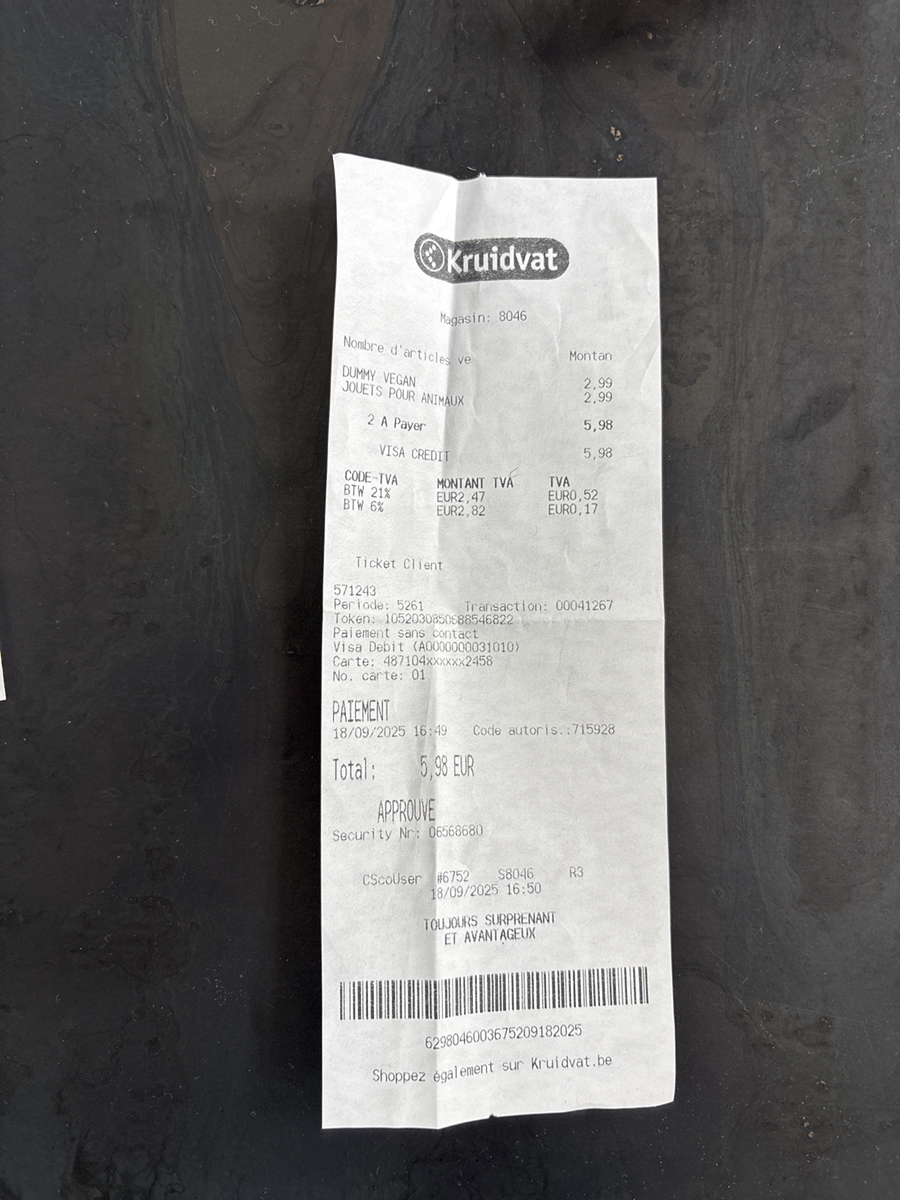 Kruidvat
Magasin: 8046
Nombre d'articles ve Montan
DUMMY VEGAN 2,99
JOUETS POUR ANIMAUX 2,99
2 A Payer 5,98
VISA CREDIT 5,98
CODE-TVA MONTANT TVA TVA
BTW 21% EUR2,47 EUR0,52
BTW 6% EUR2,82 EUR0,17
Ticket Client
571243
Periode: 5261 Transaction: 00041267
Token: 1052030850688546822
Paiement sans contact
Visa Debit (A0000000031010)
Carte: 487104xxxxxx2458
No. carte: 01
PAIEMENT
18/09/2025 16:49 Code autoris.:715928
Total: 5,98 EUR
APPROUVE
Security Nr: 06568680
CScoUser #6752 S8046 R3
18/09/2025 16:50
TOUJOURS SURPRENANT
ET AVANTAGEUX
6298046003675209182025
Shoppez également sur Kruidvat.be